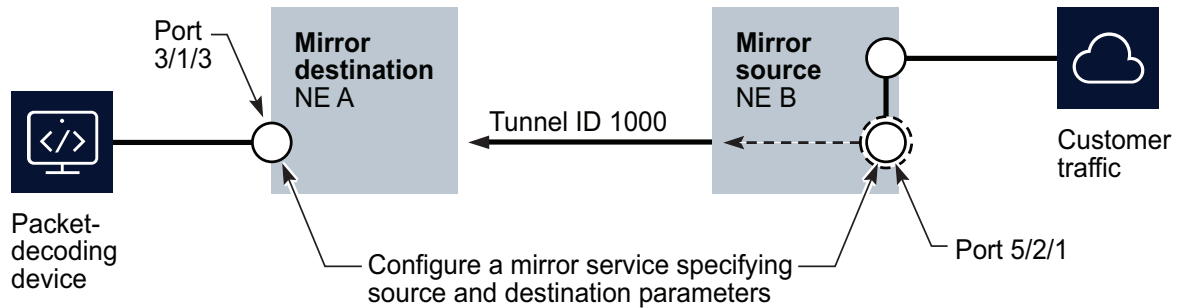 Port
3/1/3
Mirror
destination
NE A
Mirror
source
NE B
Tunnel ID 1000
</>
Customer
traffic
Packet-
decoding
device
Port 5/2/1
Configure a mirror service specifying
source and destination parameters